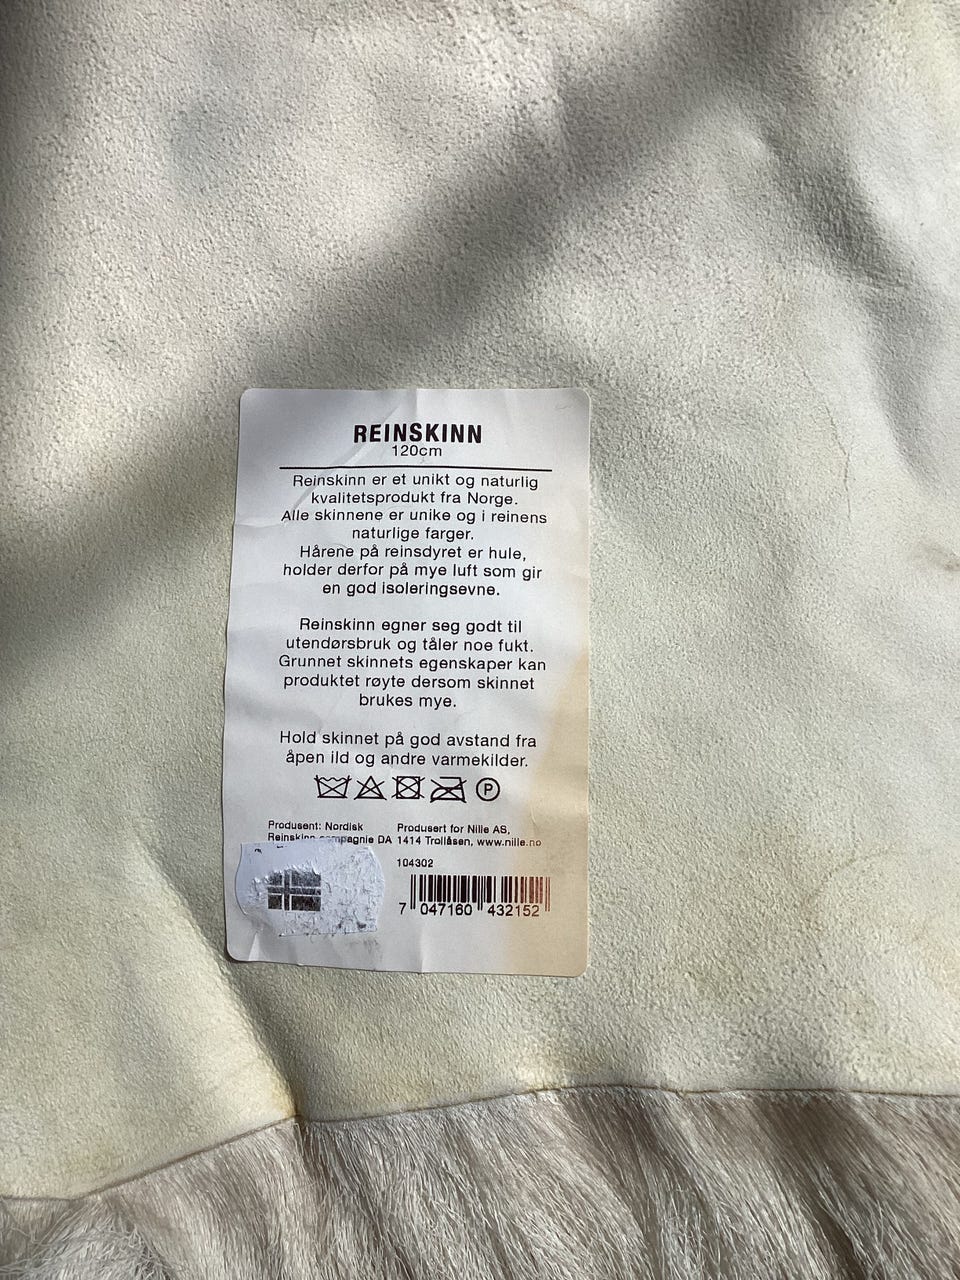 REINSKINN
120cm
Reinskinn er et unikt og naturlig
kvalitetsprodukt fra Norge.
Alle skinnene er unike og i reinens
naturlige farger.
Hårene på reinsdyret er hule,
holder derfor på mye luft som gir
en god isoleringsevne.
Reinskinn egner seg godt til
utendørsbruk og tåler noe fukt.
Grunnet skinnets egenskaper kan
produktet røyte dersom skinnet
brukes mye.
Hold skinnet på god avstand fra
åpen ild og andre varmekilder.
P
Produsent: Nordisk
Reinskinn compagnie DA
Produsert for Nille AS,
1414 Trollåsen, www.nille.no
104302
7 047160 432152